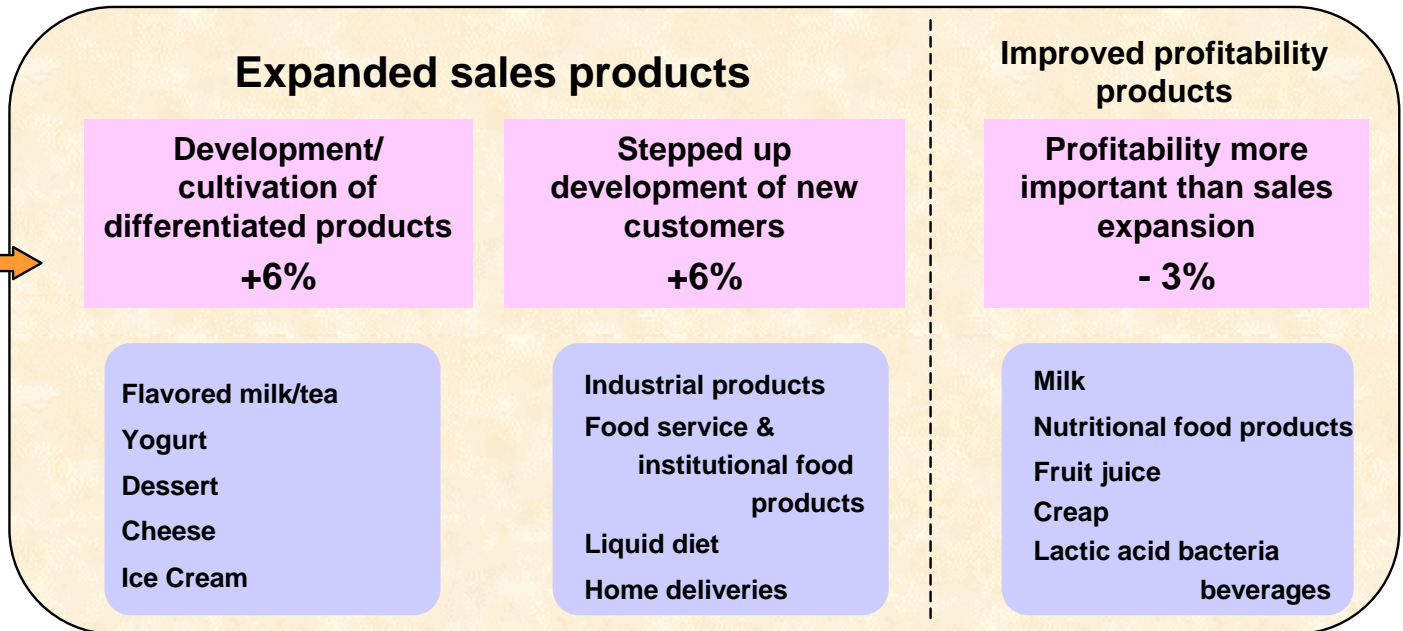 Expanded sales products
Development/
cultivation of
differentiated products
+6%
Flavored milk/tea
Yogurt
Dessert
Cheese
Ice Cream
Stepped up
development of new
customers
+6%
Industrial products
Food service &
institutional food
products
Liquid diet
Home deliveries
Improved profitability
products
Profitability more
important than sales
expansion
- 3%
Milk
Nutritional food products
Fruit juice
Creap
Lactic acid bacteria
beverages